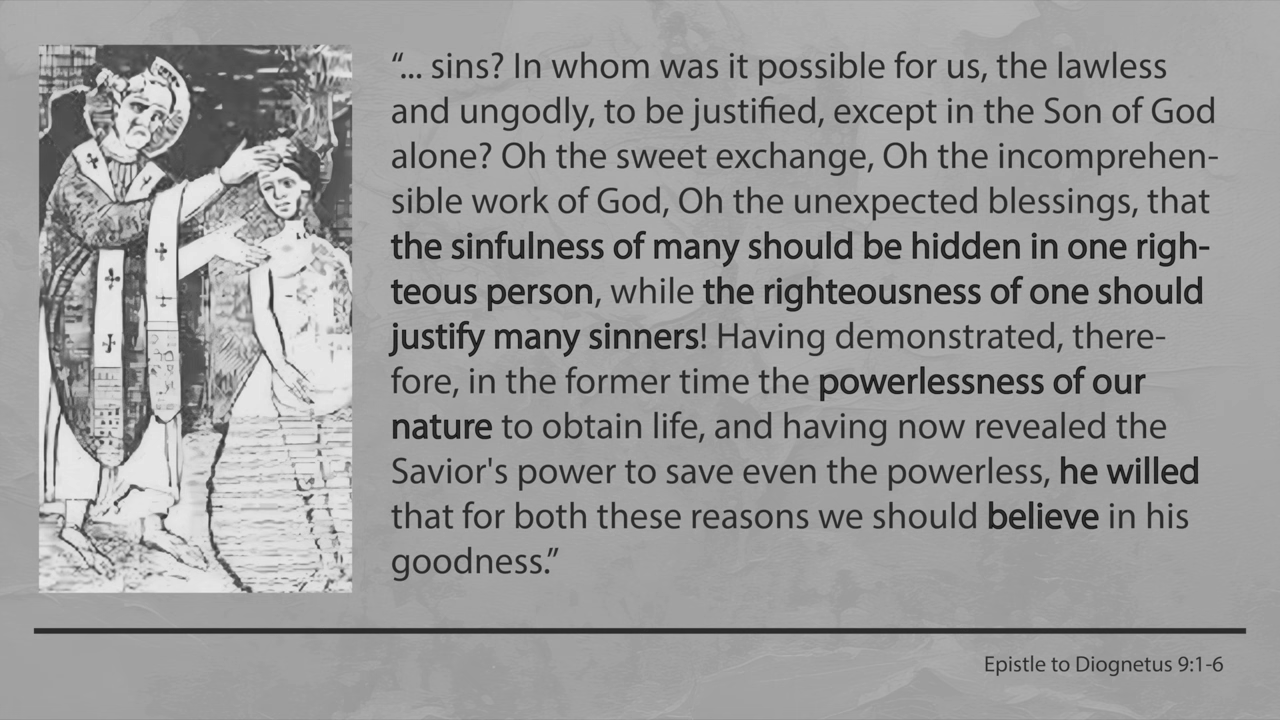 “... sins? In whom was it possible for us, the lawless
and ungodly, to be justified, except in the Son of God
alone? Oh the sweet exchange, Oh the incomprehen-
sible work of God, Oh the unexpected blessings, that
the sinfulness of many should be hidden in one righ-
teous person, while the righteousness of one should
justify many sinners! Having demonstrated, there-
fore, in the former time the powerlessness of our
nature to obtain life, and having now revealed the
Savior's power to save even the powerless, he willed
that for both these reasons we should believe in his
goodness.”
Epistle to Diognetus 9:1-6